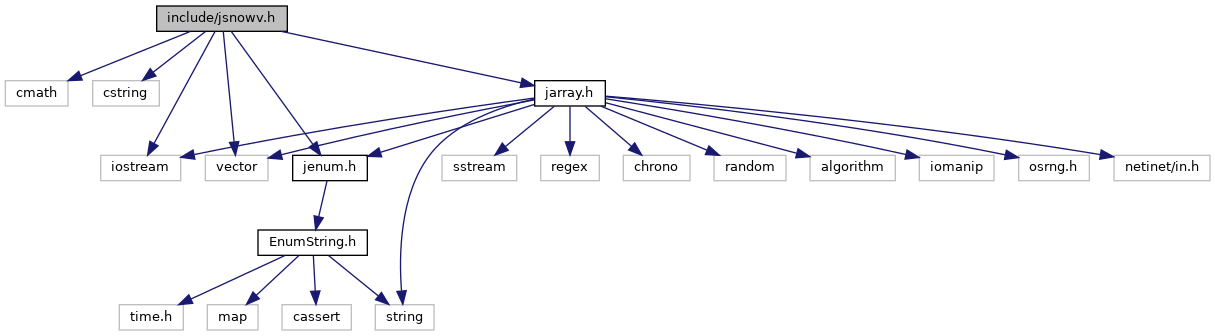 include/jsnowv.h
cmath
cstring
jarray.h
iostream
vector
jenum.h
sstream
regex
chrono
random
algorithm
iomanip
osrng.h
netinet/in.h
EnumString.h
time.h
map
cassert
string